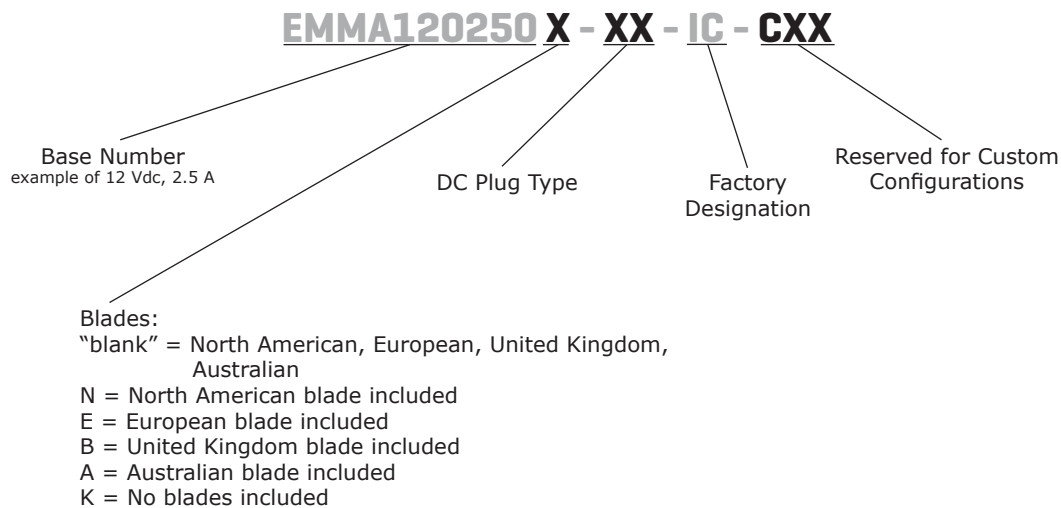 EMMA120250 X - XX - IC - CXX
Base Number
example of 12 Vdc, 2.5 A
DC Plug Type
Factory
Designation
Reserved for Custom
Configurations
Blades:
“blank” = North American, European, United Kingdom,
Australian
N = North American blade included
E = European blade included
B = United Kingdom blade included
A = Australian blade included
K = No blades included